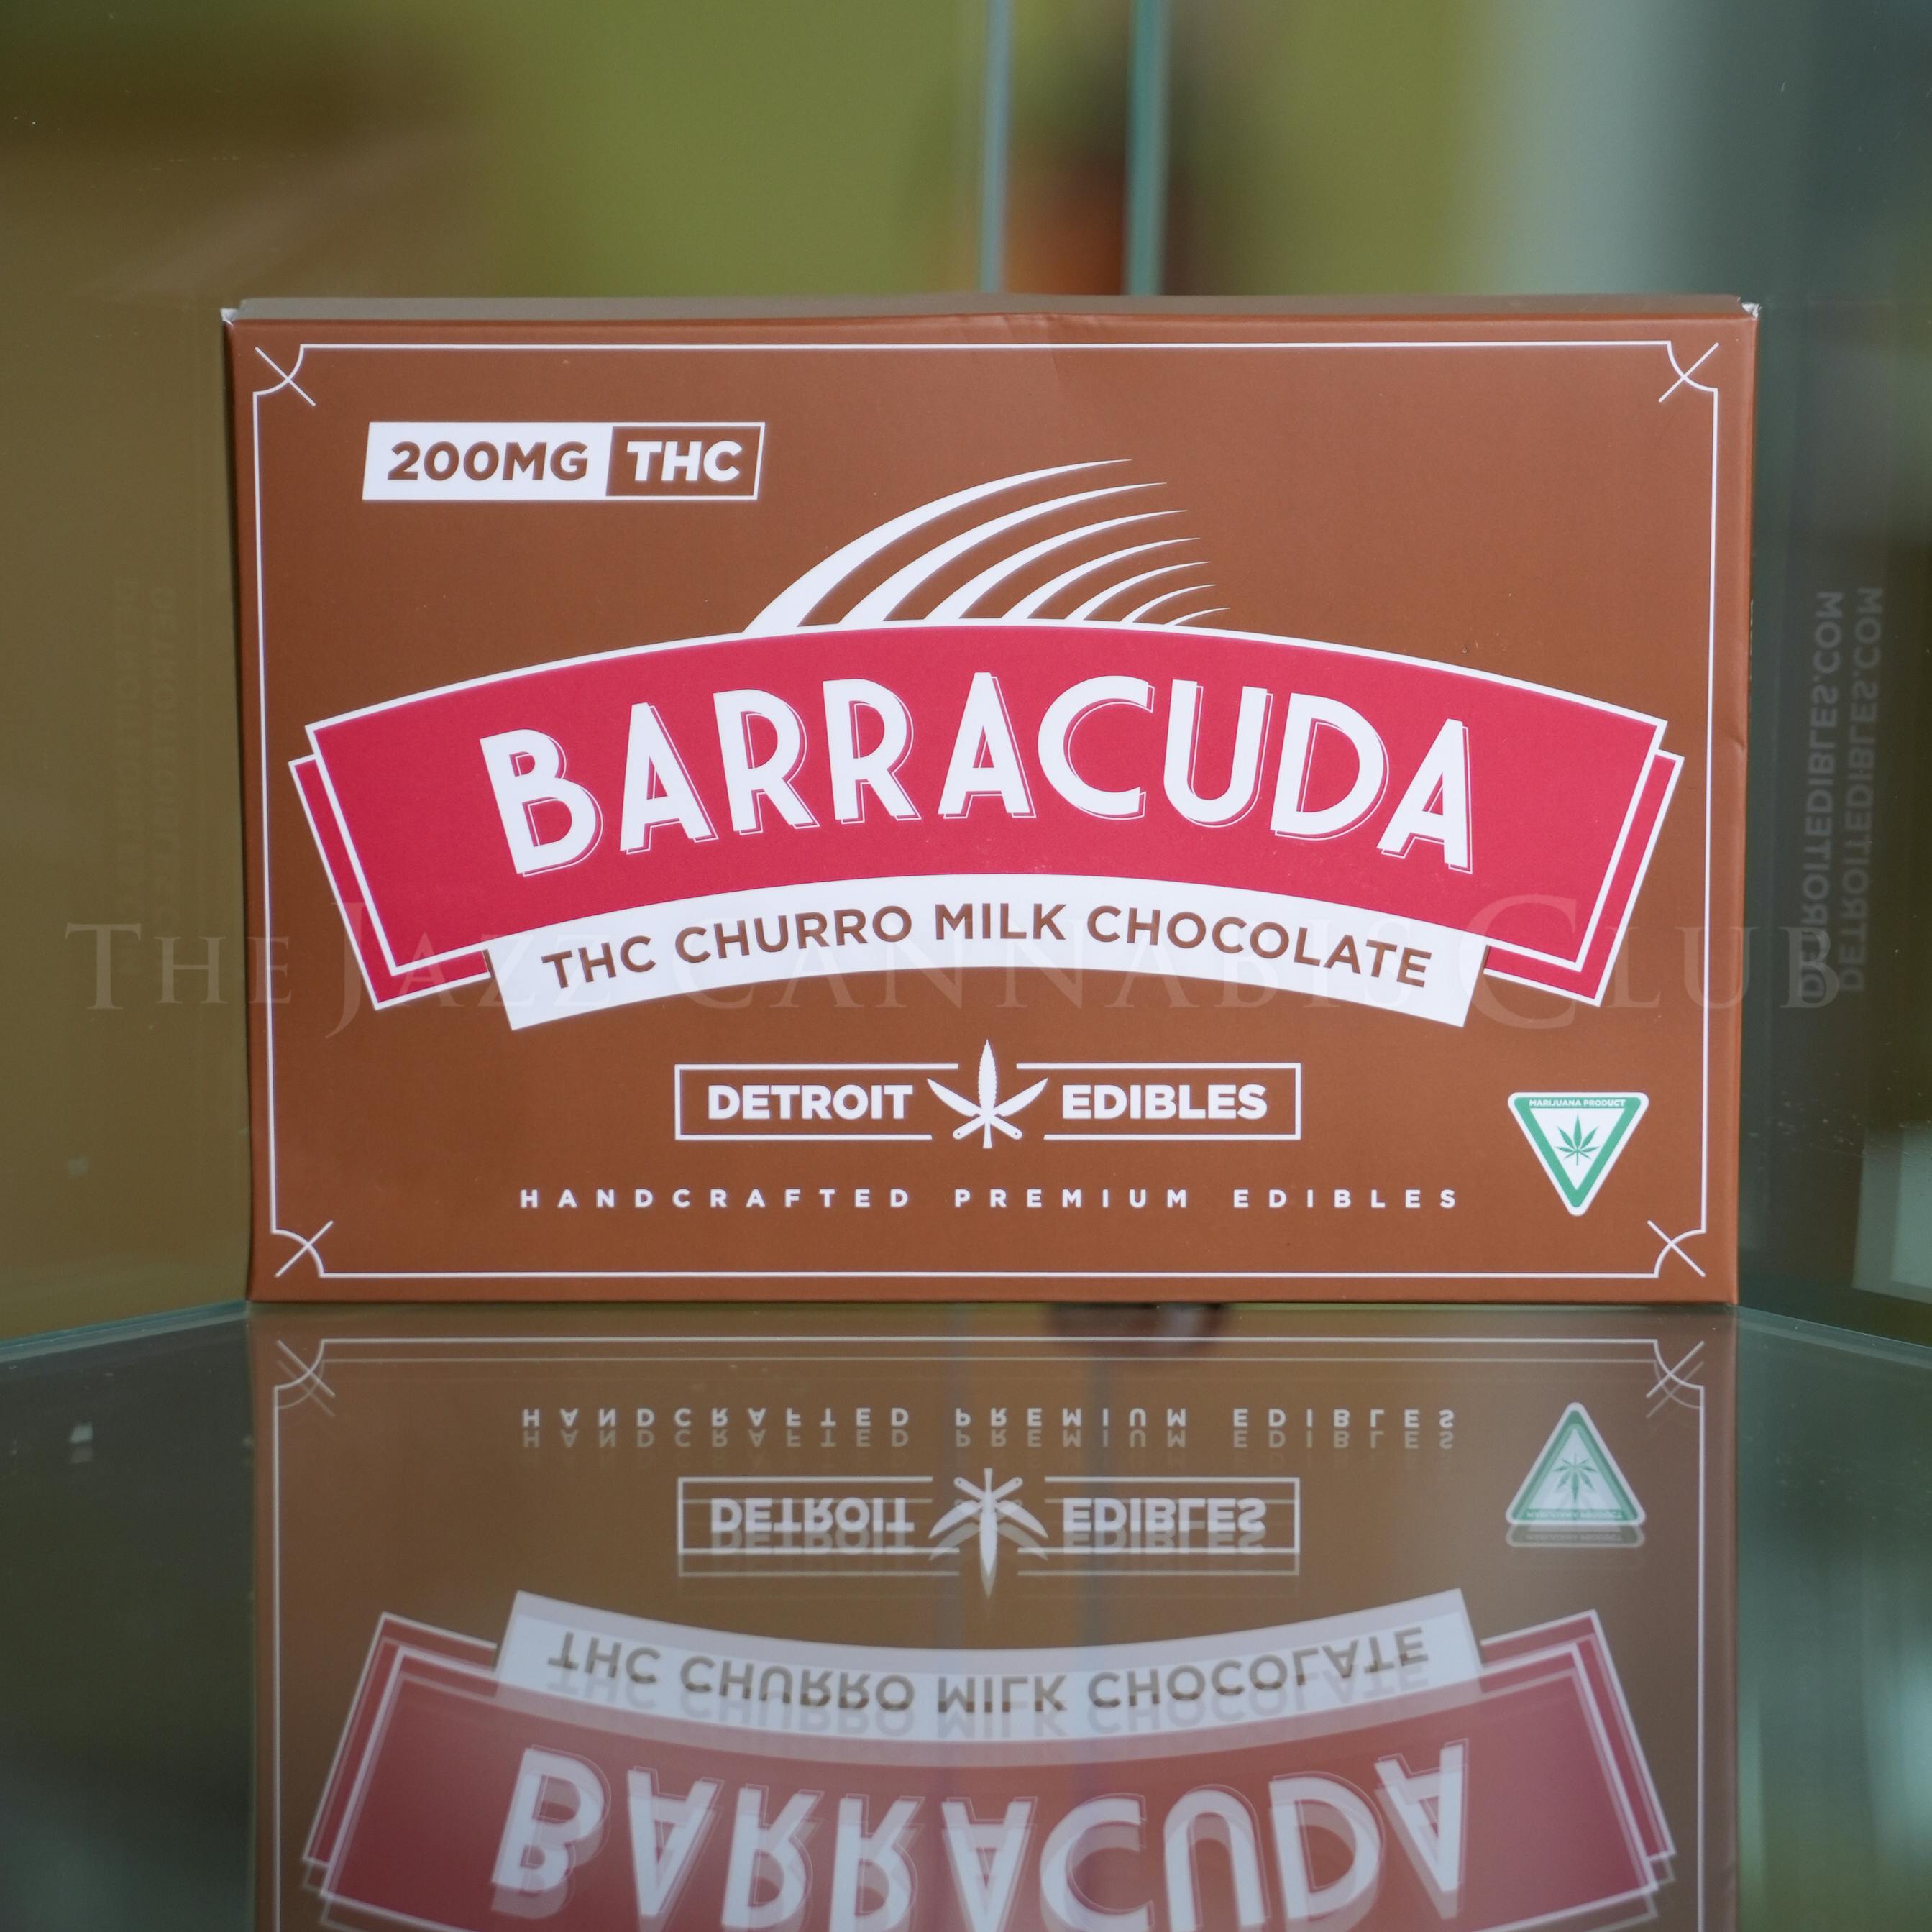 200MG THC
BARRACUDA
THC CHURRO MILK CHOCOLATE
THE JAZZ CANNABIS CLUB
DETROIT EDIBLES
MARIJUANA PRODUCT
HANDCRAFTED PREMIUM EDIBLES
DETROITEDIBLES.COM